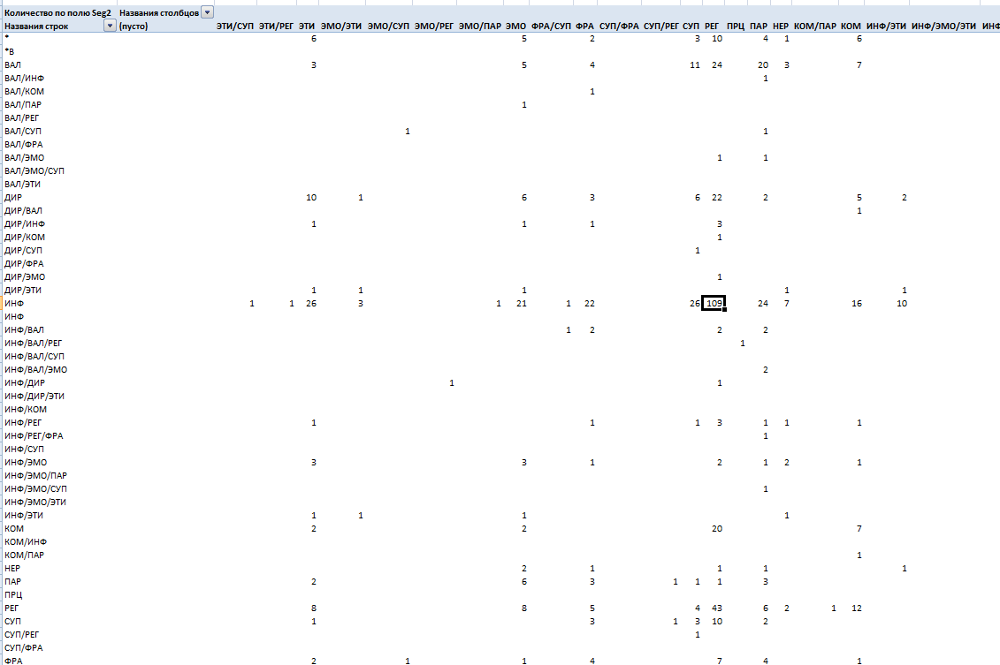 Количество по полю Seg2 Названия столбцов
Названия строк (пусто) ЭТИ/СУП ЭТИ/РЕГ ЭТИ ЭМО/ЭТИ ЭМО/СУП ЭМО/РЕГ ЭМО/ПАР ЭМО ФРА/СУП ФРА СУП/ФРА СУП/РЕГ СУП РЕГ ПРЦ ПАР НЕР КОМ/ПАР КОМ ИНФ/ЭТИ ИНФ/ЭМО/ЭТИ ИНФ
* 6 5 2 3 10 4 1 6
*В
ВАЛ 3 5 4 11 24 20 3 7
ВАЛ/ИНФ 1
ВАЛ/КОМ 1
ВАЛ/ПАР 1
ВАЛ/РЕГ
ВАЛ/СУП 1 1
ВАЛ/ФРА
ВАЛ/ЭМО 1 1
ВАЛ/ЭМО/СУП
ВАЛ/ЭТИ
ДИР 10 1 6 3 6 22 2 5 2
ДИР/ВАЛ 1
ДИР/ИНФ 1 1 1 3
ДИР/КОМ 1
ДИР/СУП 1
ДИР/ФРА
ДИР/ЭМО 1
ДИР/ЭТИ 1 1 1 1 1
ИНФ 1 1 26 3 1 21 1 22 26 109 24 7 16 10
ИНФ
ИНФ/ВАЛ 1 2 2 2
ИНФ/ВАЛ/РЕГ 1
ИНФ/ВАЛ/СУП
ИНФ/ВАЛ/ЭМО 2
ИНФ/ДИР 1 1
ИНФ/ДИР/ЭТИ
ИНФ/КОМ
ИНФ/РЕГ 1 1 1 3 1 1 1
ИНФ/РЕГ/ФРА 1
ИНФ/СУП
ИНФ/ЭМО 3 3 1 2 1 2 1
ИНФ/ЭМО/ПАР
ИНФ/ЭМО/СУП 1
ИНФ/ЭМО/ЭТИ
ИНФ/ЭТИ 1 1 1 1
КОМ 2 2 20 7
КОМ/ИНФ
КОМ/ПАР 1
НЕР 2 1 1 1 1
ПАР 2 6 3 1 1 1 3
ПРЦ
РЕГ 8 8 5 4 43 6 2 1 12
СУП 1 3 1 3 10 2
СУП/РЕГ 1
СУП/ФРА
ФРА 2 1 1 4 7 4 1